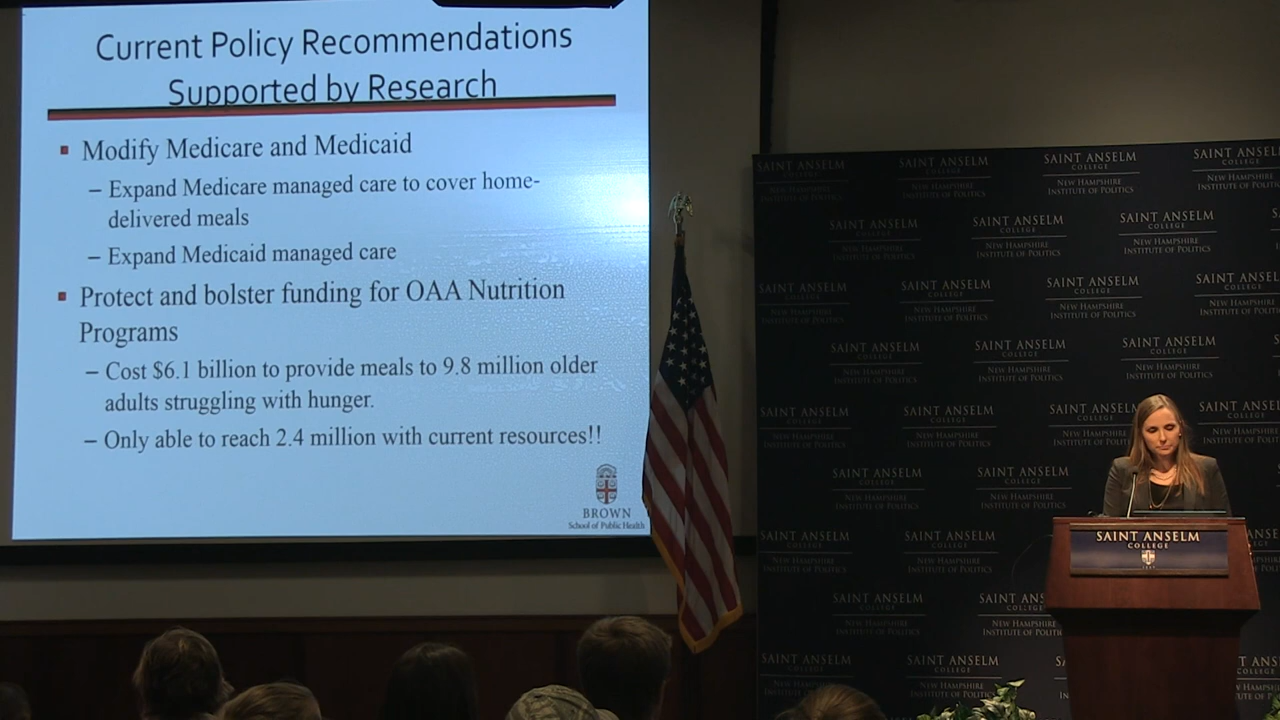 Current Policy Recommendations
Supported by Research
▪ Modify Medicare and Medicaid
– Expand Medicare managed care to cover home-
delivered meals
– Expand Medicaid managed care
▪ Protect and bolster funding for OAA Nutrition
Programs
– Cost $6.1 billion to provide meals to 9.8 million older
adults struggling with hunger.
– Only able to reach 2.4 million with current resources!!
BROWN
School of Public Health
SAINT ANSELM
COLLEGE
NEW HAMPSHIRE
INSTITUTE OF POLITICS
SAINT ANSELM
COLLEGE